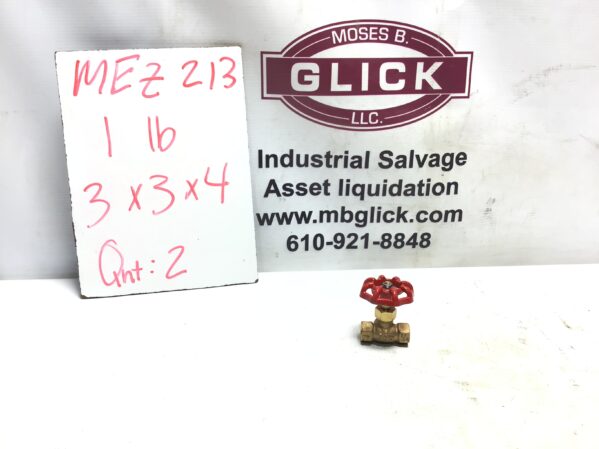 MEZ 213
1 lb
3 x 3 x 4
Qnt: 2
MOSES B.
GLICK
LLC.
Industrial Salvage
Asset liquidation
www.mbglick.com
610-921-8848